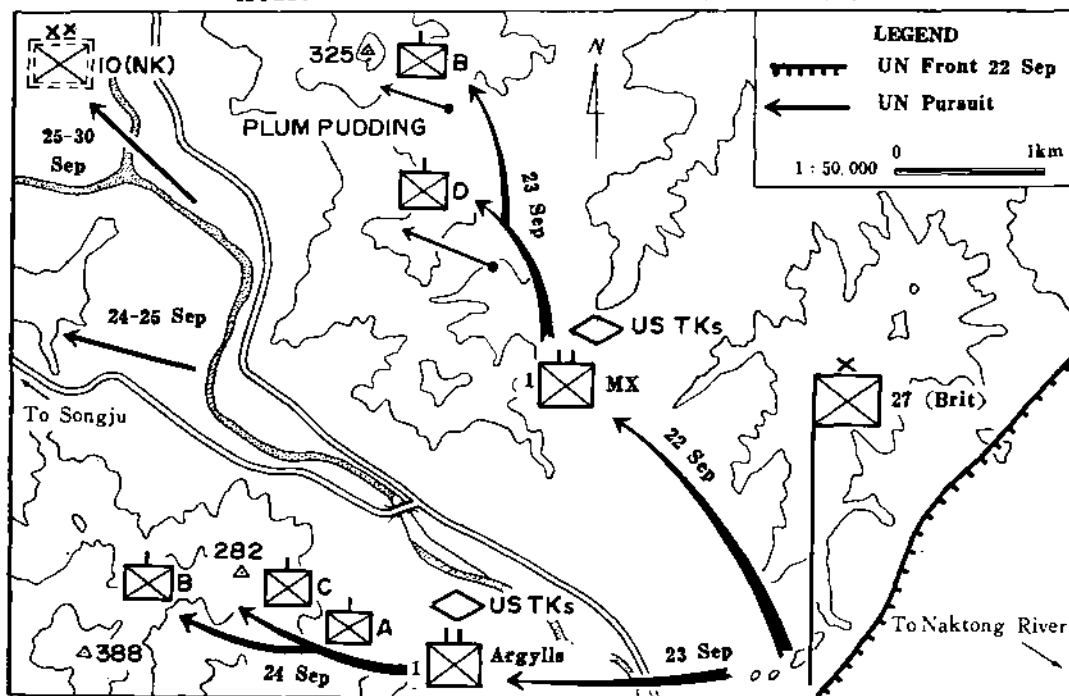 XX
10 (NK)
325
B
N
LEGEND
UN Front 22 Sep
UN Pursuit
0 1km
1 : 50,000
PLUM PUDDING
25-30
Sep
D
23 Sep
24-25 Sep
US TKs
1 MX
X
27 (Brit)
To Songju
22 Sep
282
B
C
A
US TKs
388
24 Sep
1 Argylls
23 Sep
To Naktong River